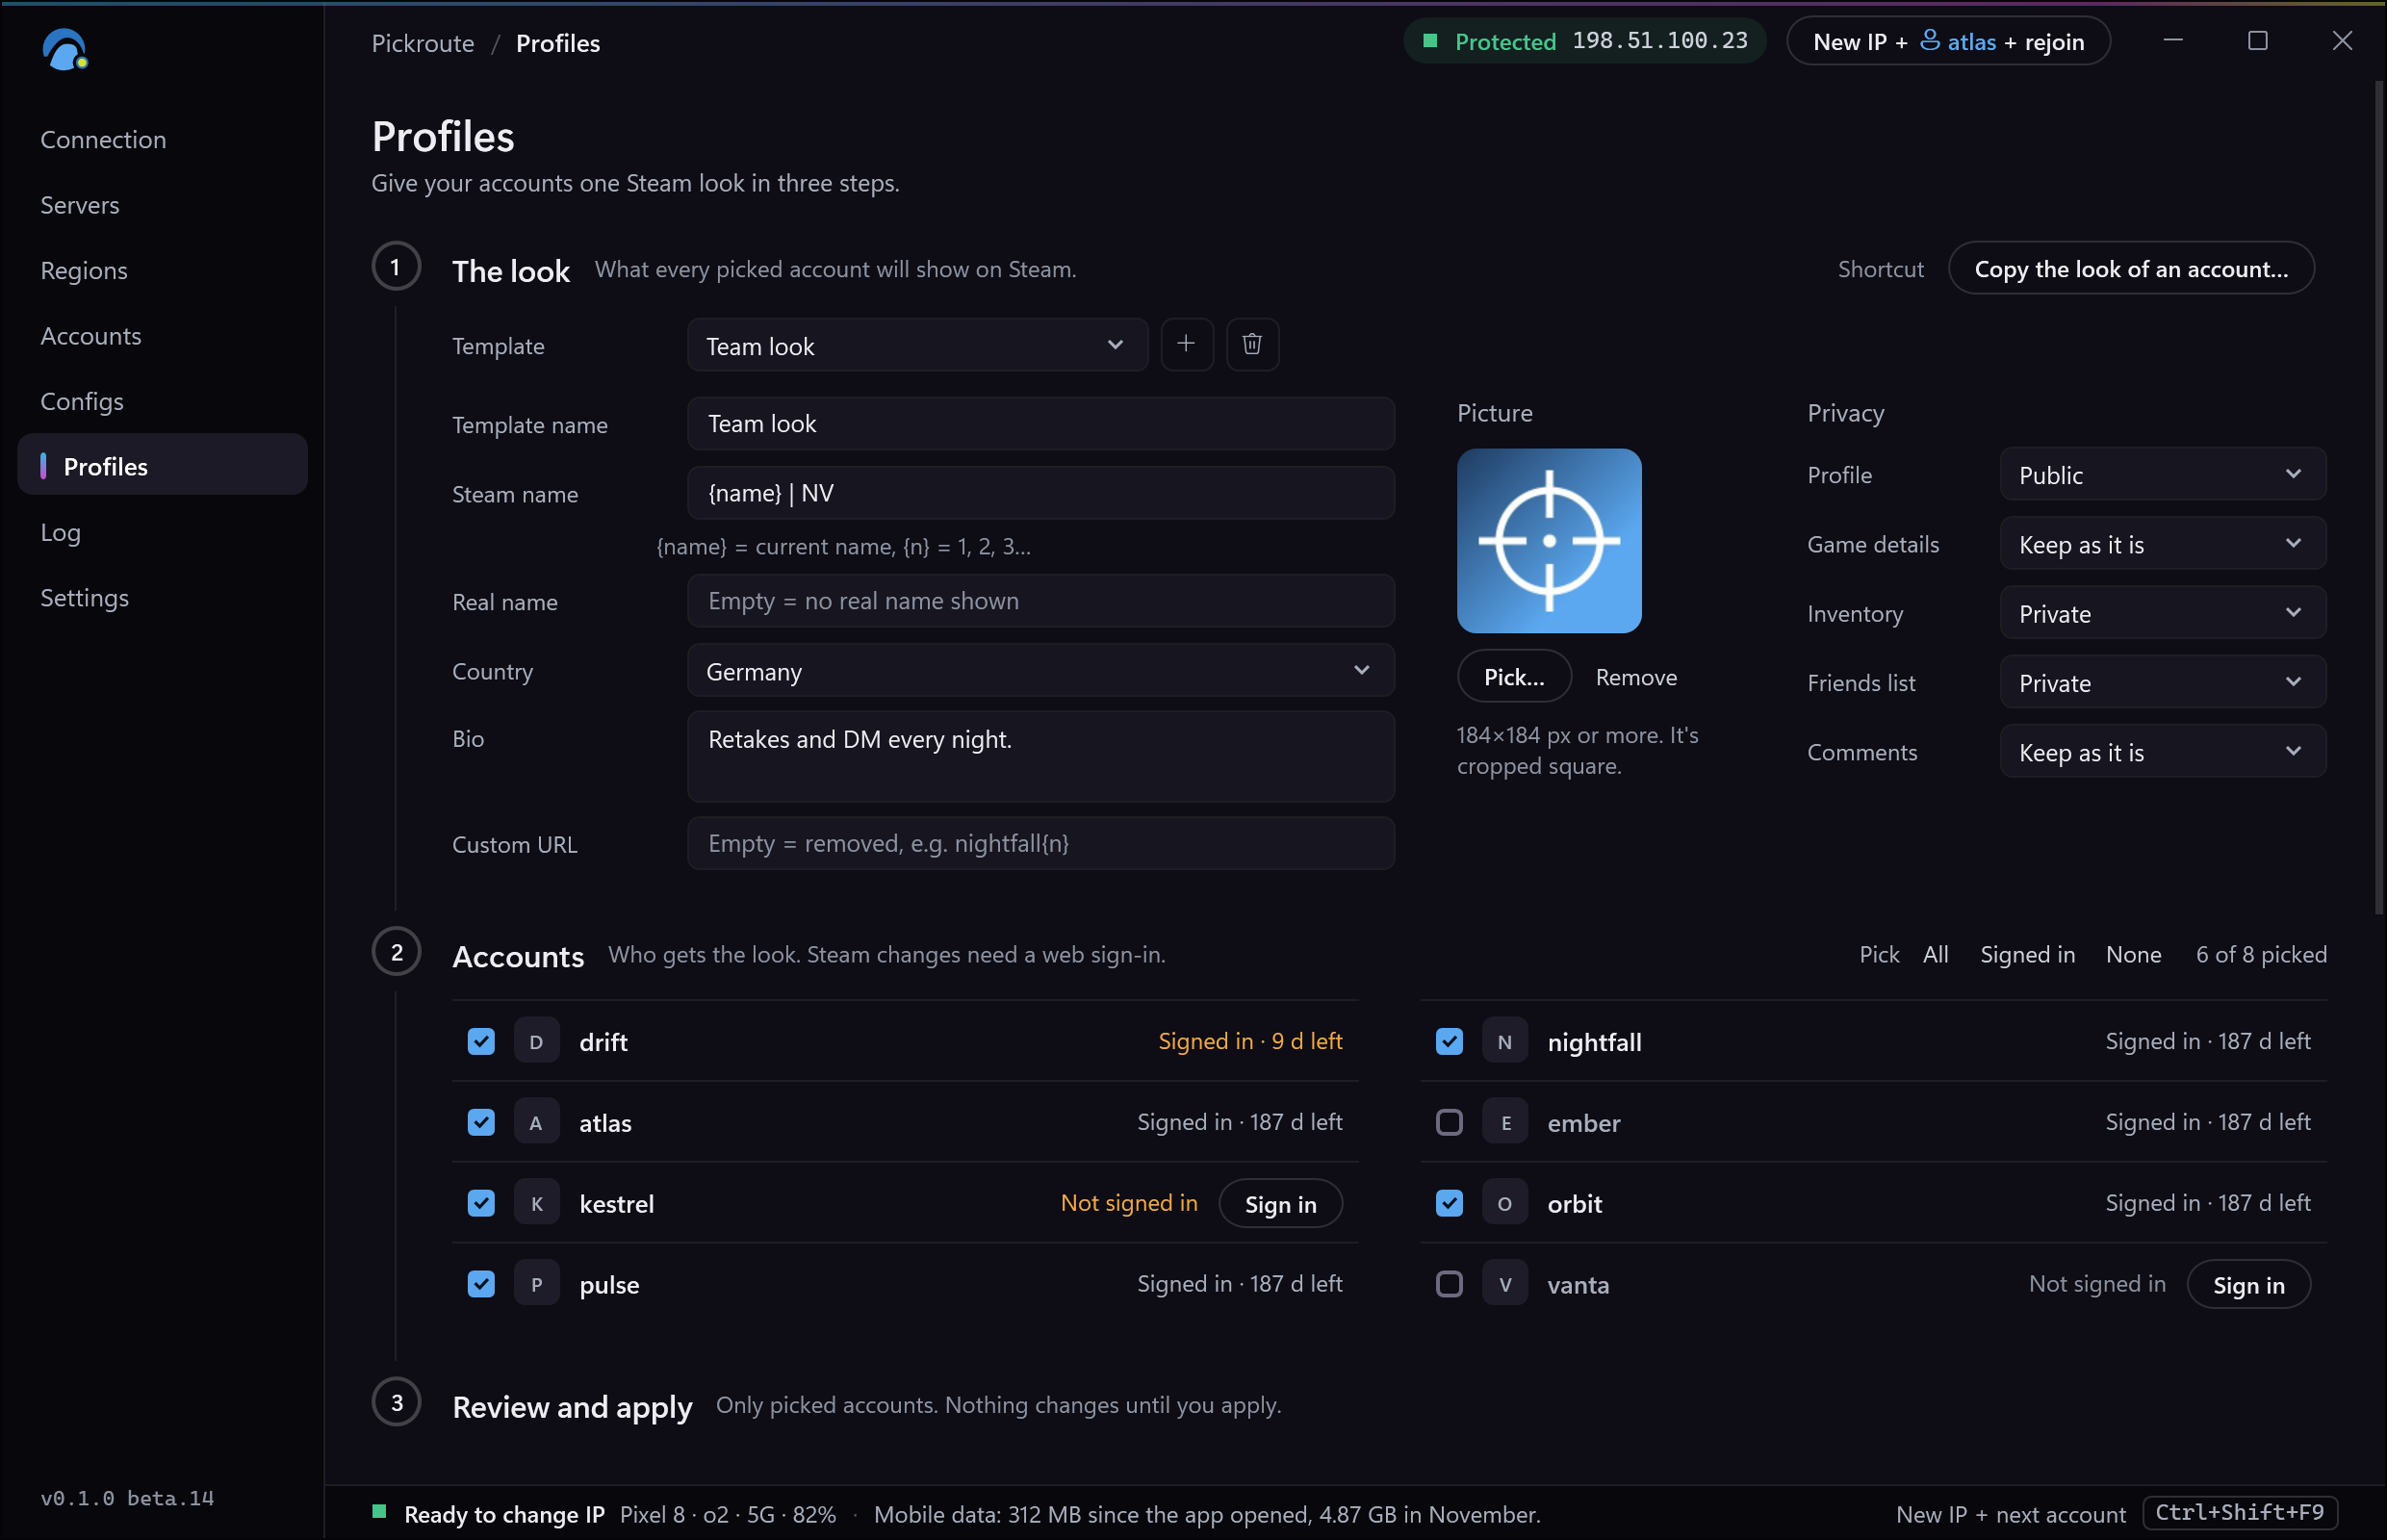 Pickroute / Profiles
Protected 198.51.100.23
New IP + atlas + rejoin
Connection
Servers
Regions
Accounts
Configs
Profiles
Log
Settings
v0.1.0 beta.14
Profiles
Give your accounts one Steam look in three steps.
1 The look What every picked account will show on Steam.
Shortcut Copy the look of an account...
Template Team look
Template name Team look
Steam name {name} | NV
{name} = current name, {n} = 1, 2, 3...
Real name Empty = no real name shown
Country Germany
Bio Retakes and DM every night.
Custom URL Empty = removed, e.g. nightfall{n}
Picture
Pick... Remove
184×184 px or more. It's
cropped square.
Privacy
Profile Public
Game details Keep as it is
Inventory Private
Friends list Private
Comments Keep as it is
2 Accounts Who gets the look. Steam changes need a web sign-in.
Pick All Signed in None 6 of 8 picked
D drift Signed in · 9 d left
N nightfall Signed in · 187 d left
A atlas Signed in · 187 d left
E ember Signed in · 187 d left
K kestrel Not signed in Sign in
O orbit Signed in · 187 d left
P pulse Signed in · 187 d left
V vanta Not signed in Sign in
3 Review and apply Only picked accounts. Nothing changes until you apply.
Ready to change IP Pixel 8 · o2 · 5G · 82% · Mobile data: 312 MB since the app opened, 4.87 GB in November.
New IP + next account Ctrl+Shift+F9